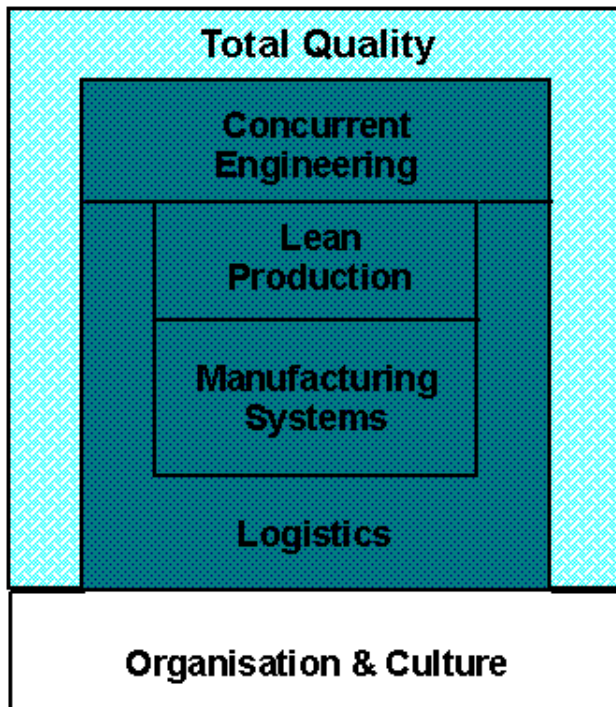 Total Quality
Concurrent
Engineering
Lean
Production
Manufacturing
Systems
Logistics
Organisation & Culture